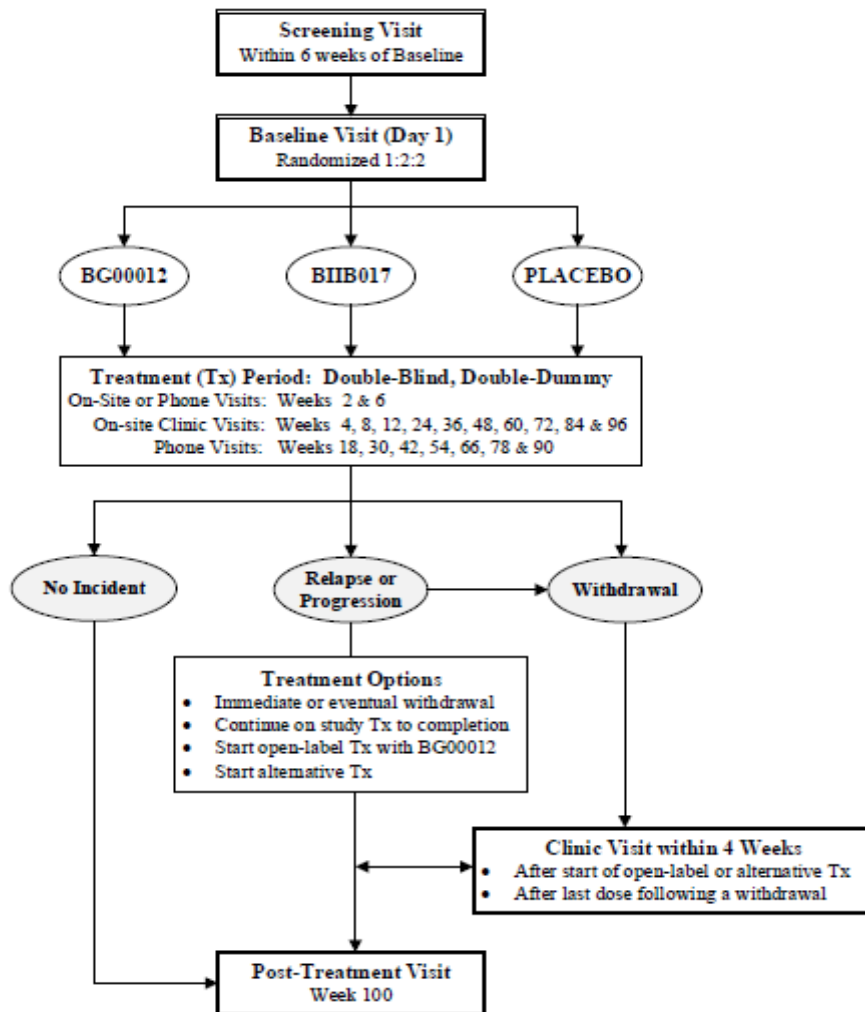 Screening Visit
Within 6 weeks of Baseline
Baseline Visit (Day 1)
Randomized 1:2:2
BG00012
BIIB017
PLACEBO
Treatment (Tx) Period: Double-Blind, Double-Dummy
On-Site or Phone Visits: Weeks 2 & 6
On-site Clinic Visits: Weeks 4, 8, 12, 24, 36, 48, 60, 72, 84 & 96
Phone Visits: Weeks 18, 30, 42, 54, 66, 78 & 90
No Incident
Relapse or
Progression
Withdrawal
Treatment Options
• Immediate or eventual withdrawal
• Continue on study Tx to completion
• Start open-label Tx with BG00012
• Start alternative Tx
Clinic Visit within 4 Weeks
• After start of open-label or alternative Tx
• After last dose following a withdrawal
Post-Treatment Visit
Week 100